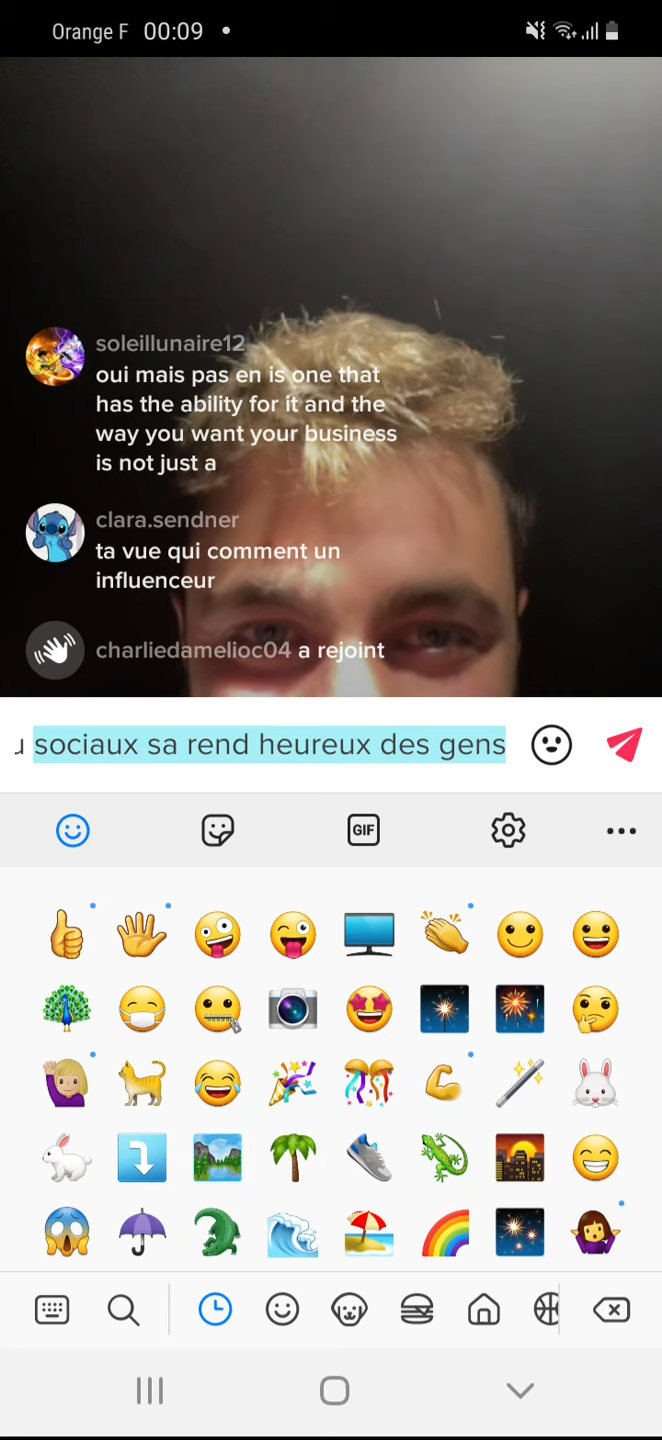 Orange F 00:09
soleillunaire12
oui mais pas en is one that
has the ability for it and the
way you want your business
is not just a
clara.sendner
ta vue qui comment un
influenceur
charliedamelioc04 a rejoint
sociaux sa rend heureux des gens
GIF